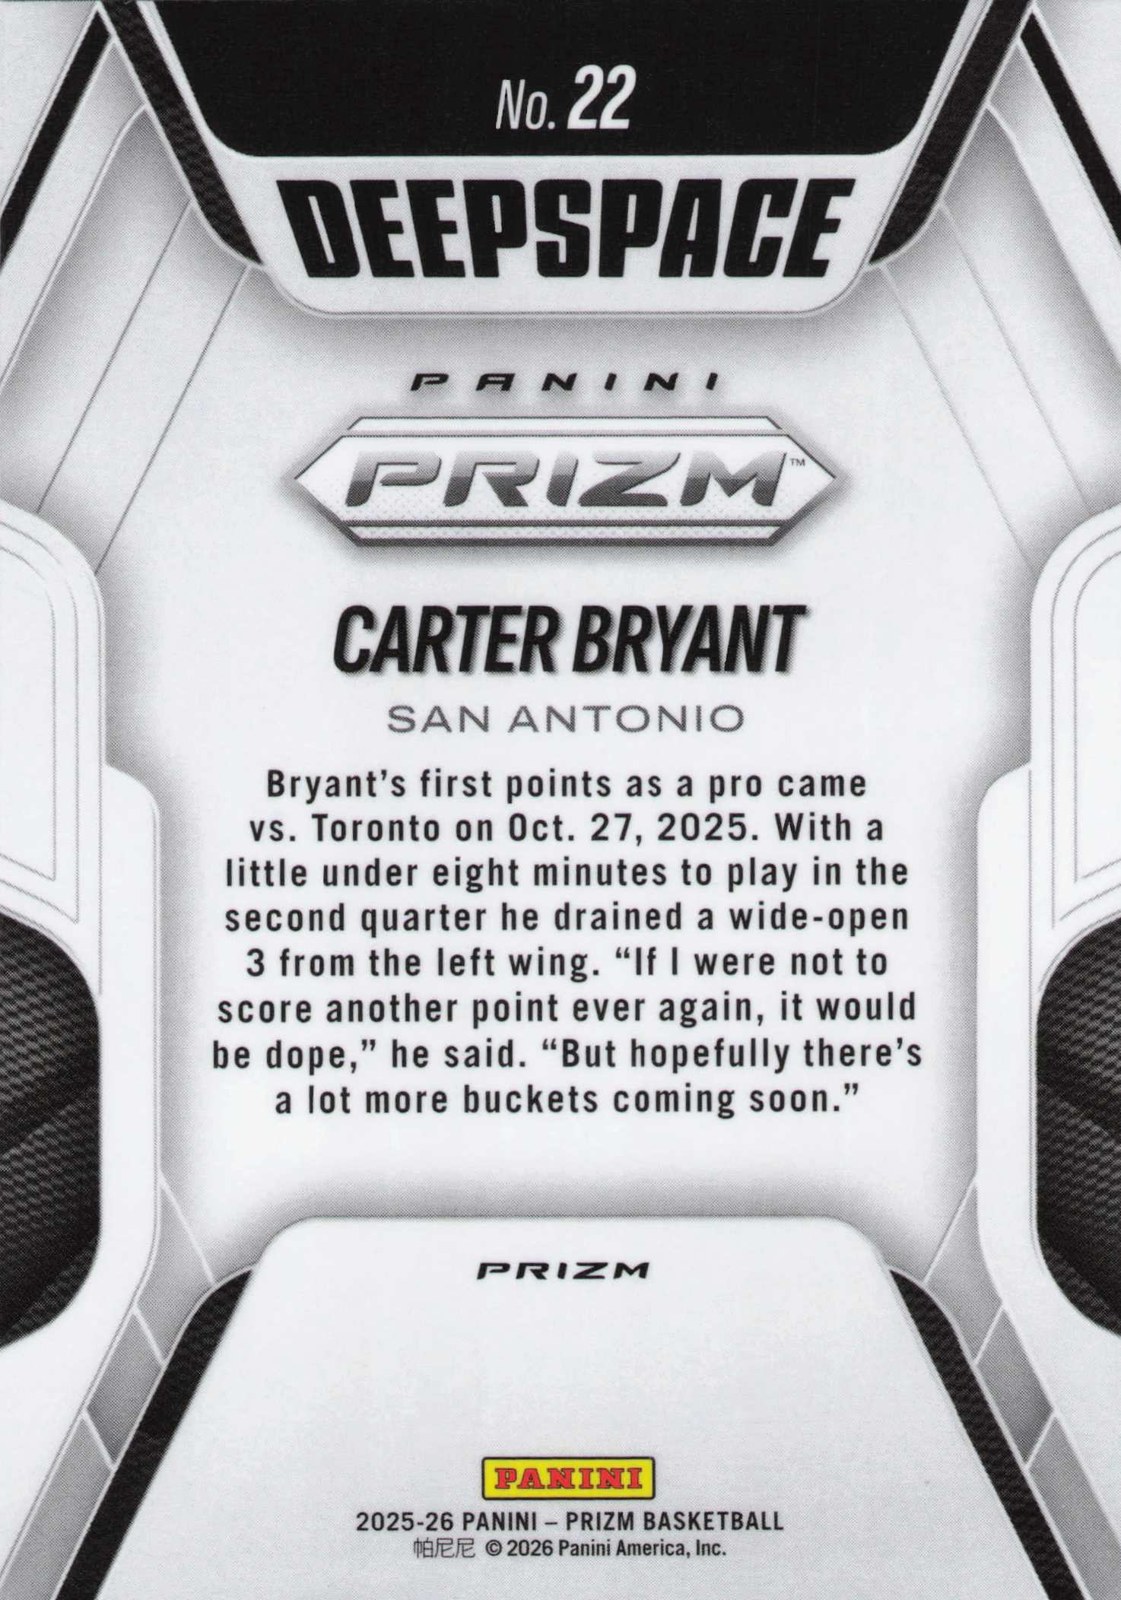 No. 22
DEEPSPACE
PANINI
PRIZM™
CARTER BRYANT
SAN ANTONIO
Bryant’s first points as a pro came
vs. Toronto on Oct. 27, 2025. With a
little under eight minutes to play in the
second quarter he drained a wide-open
3 from the left wing. “If I were not to
score another point ever again, it would
be dope,” he said. “But hopefully there’s
a lot more buckets coming soon.”
PRIZM
PANINI
2025-26 PANINI – PRIZM BASKETBALL
帕尼尼 © 2026 Panini America, Inc.